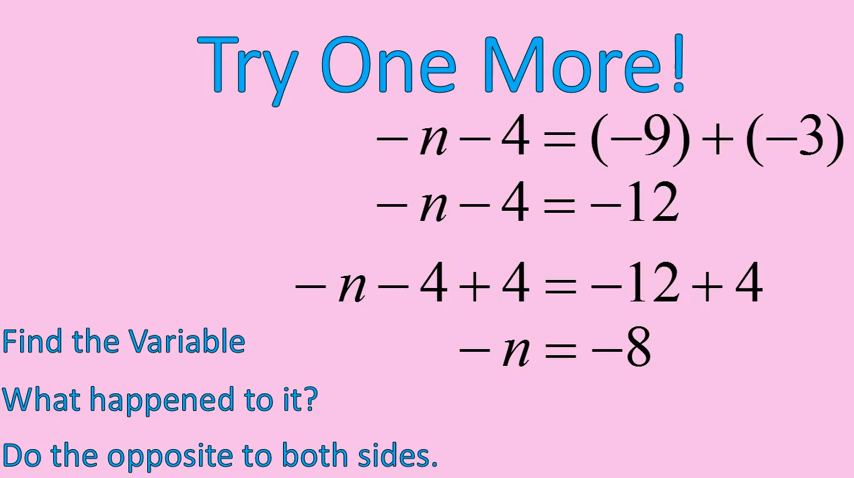 Try One More!
− n − 4 = (−9) + (−3)
− n − 4 = −12
− n − 4 + 4 = −12 + 4
− n = −8
Find the Variable
What happened to it?
Do the opposite to both sides.